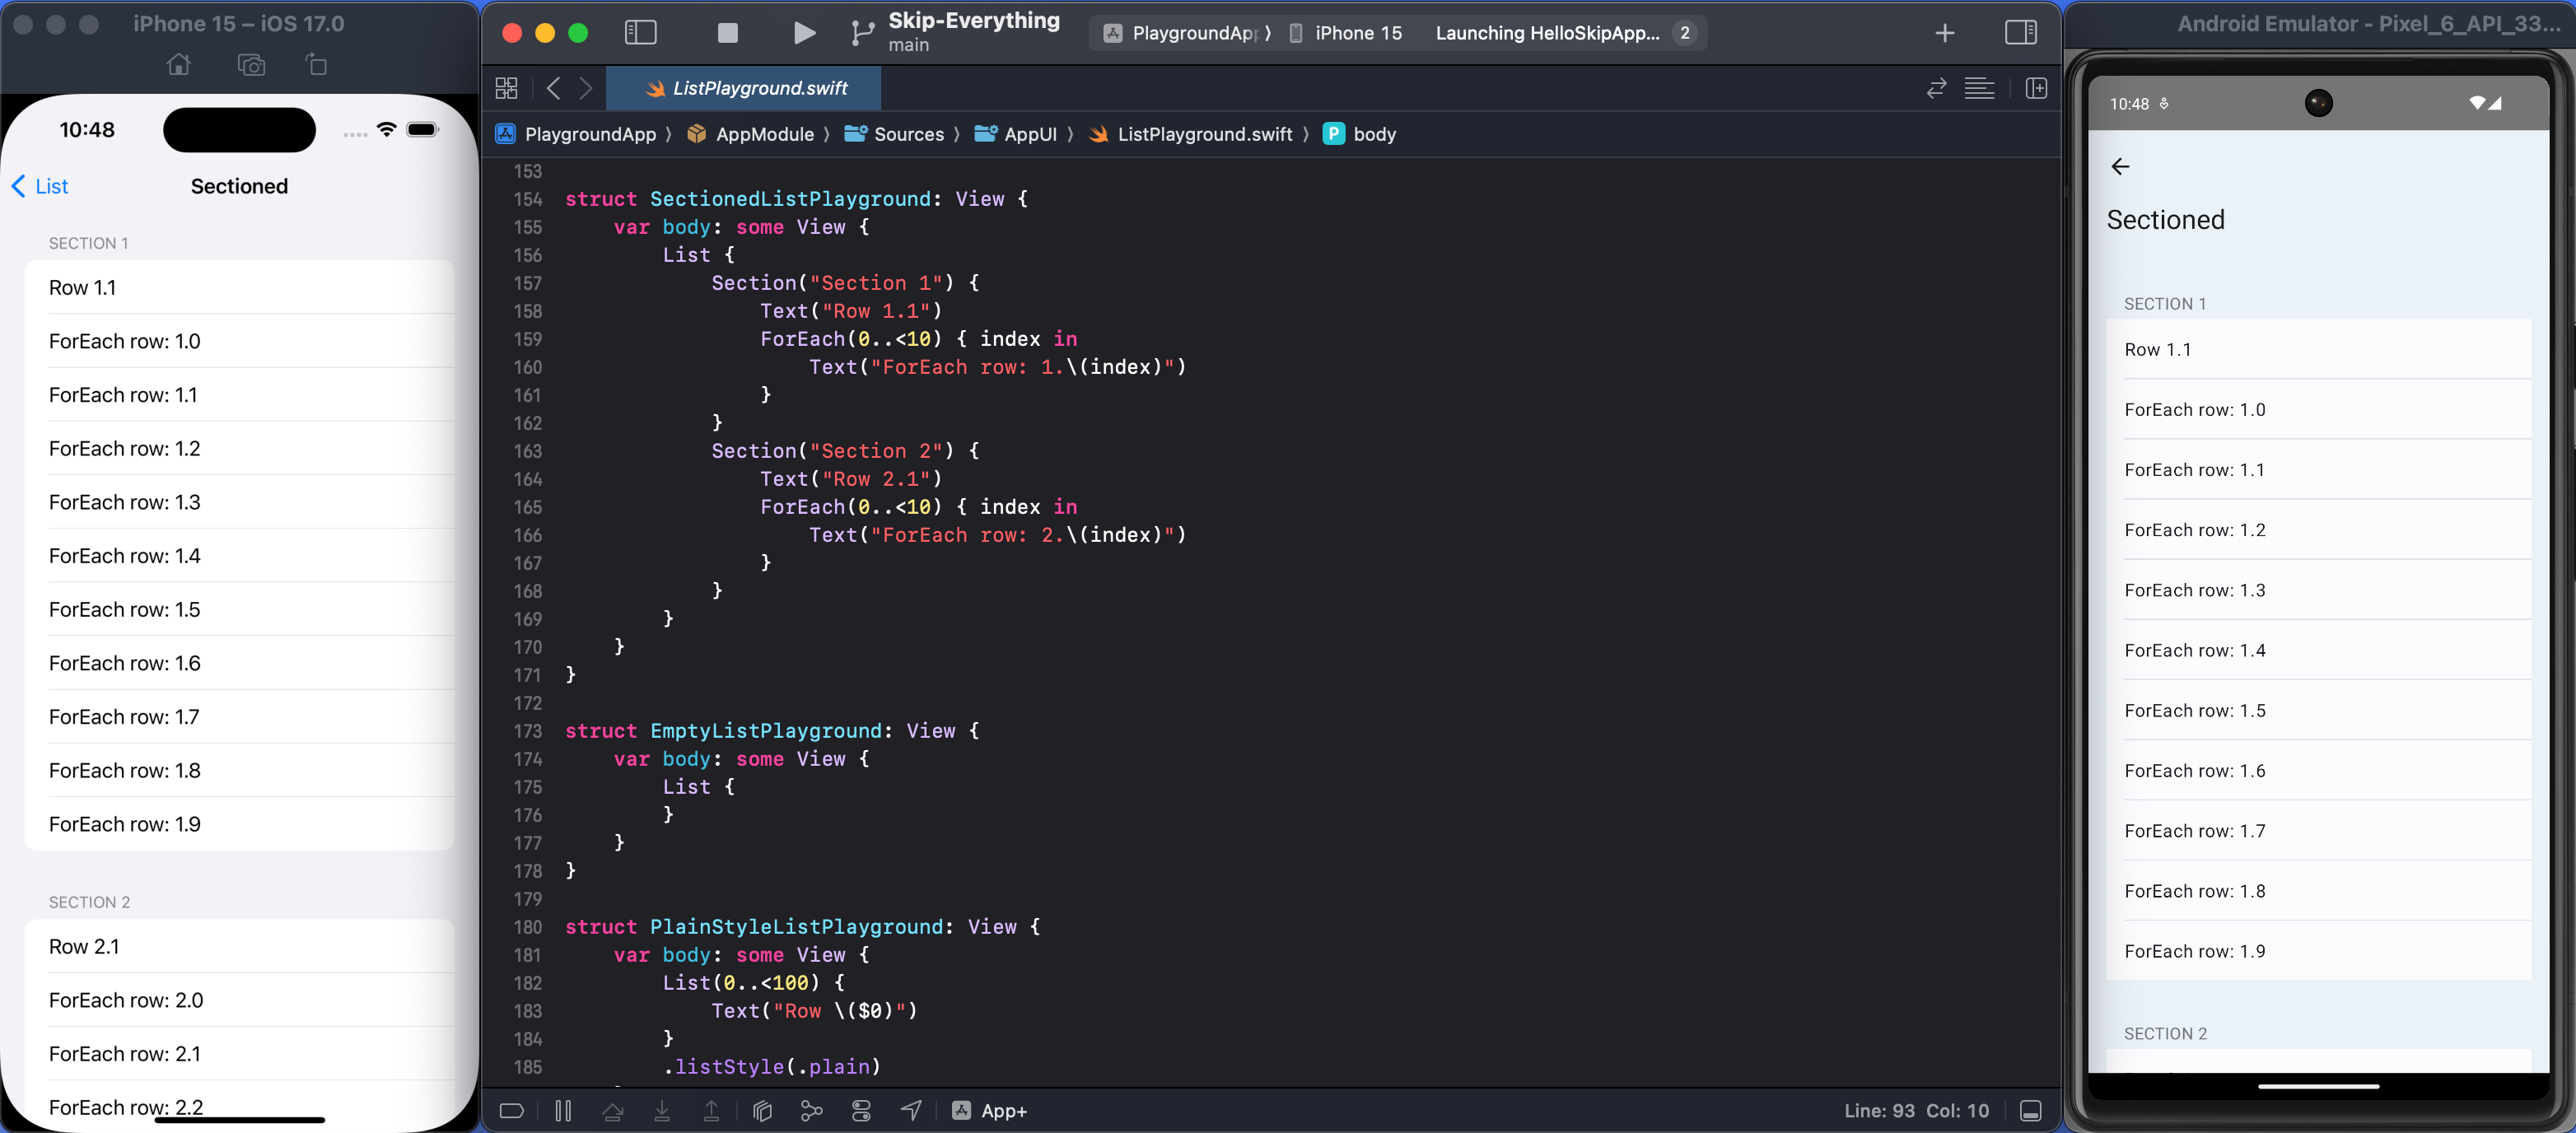 iPhone 15 – iOS 17.0
10:48
List
Sectioned
SECTION 1
Row 1.1
ForEach row: 1.0
ForEach row: 1.1
ForEach row: 1.2
ForEach row: 1.3
ForEach row: 1.4
ForEach row: 1.5
ForEach row: 1.6
ForEach row: 1.7
ForEach row: 1.8
ForEach row: 1.9
SECTION 2
Row 2.1
ForEach row: 2.0
ForEach row: 2.1
ForEach row: 2.2
Skip-Everything
main
PlaygroundApp 〉 iPhone 15 Launching HelloSkipApp... 2
ListPlayground.swift
PlaygroundApp 〉 AppModule 〉 Sources 〉 AppUI 〉 ListPlayground.swift 〉 P body
153
154 struct SectionedListPlayground: View {
155     var body: some View {
156         List {
157             Section("Section 1") {
158                 Text("Row 1.1")
159                 ForEach(0..<10) { index in
160                     Text("ForEach row: 1.\(index)")
161                 }
162             }
163             Section("Section 2") {
164                 Text("Row 2.1")
165                 ForEach(0..<10) { index in
166                     Text("ForEach row: 2.\(index)")
167                 }
168             }
169         }
170     }
171 }
172
173 struct EmptyListPlayground: View {
174     var body: some View {
175         List {
176         }
177     }
178 }
179
180 struct PlainStyleListPlayground: View {
181     var body: some View {
182         List(0..<100) {
183             Text("Row \($0)")
184         }
185         .listStyle(.plain)
App+
Line: 93 Col: 10
Android Emulator - Pixel_6_API_33...
10:48
Sectioned
SECTION 1
Row 1.1
ForEach row: 1.0
ForEach row: 1.1
ForEach row: 1.2
ForEach row: 1.3
ForEach row: 1.4
ForEach row: 1.5
ForEach row: 1.6
ForEach row: 1.7
ForEach row: 1.8
ForEach row: 1.9
SECTION 2